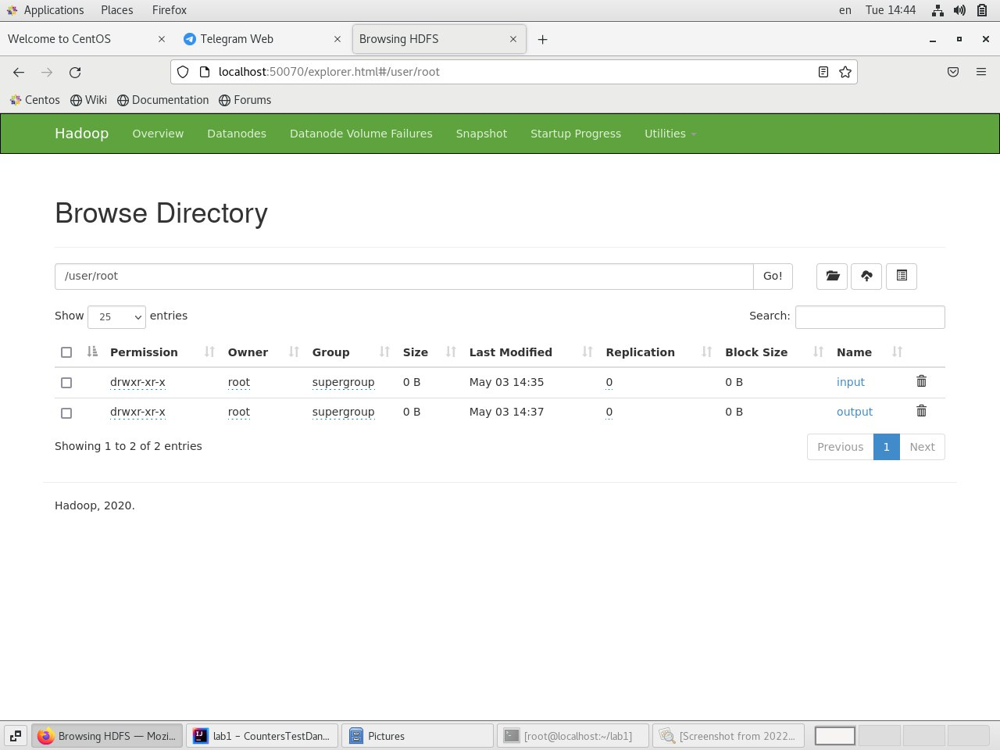 Applications Places Firefox en Tue 14:44
Welcome to CentOS Telegram Web Browsing HDFS
localhost:50070/explorer.html#/user/root
Centos Wiki Documentation Forums
Hadoop Overview Datanodes Datanode Volume Failures Snapshot Startup Progress Utilities
Browse Directory
/user/root Go!
Show 25 entries Search:
Permission Owner Group Size Last Modified Replication Block Size Name
drwxr-xr-x root supergroup 0 B May 03 14:35 0 0 B input
drwxr-xr-x root supergroup 0 B May 03 14:37 0 0 B output
Showing 1 to 2 of 2 entries Previous 1 Next
Hadoop, 2020.
Browsing HDFS — Mozi... lab1 – CountersTestDan... Pictures [root@localhost:~/lab1] [Screenshot from 2022...